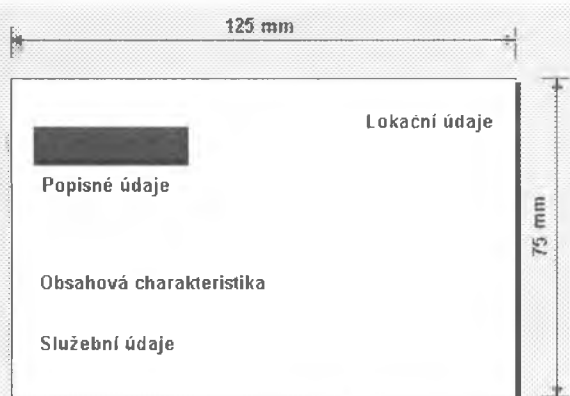 125 mm
Lokační údaje
Popisné údaje
75 mm
Obsahová charakteristika
Služební údaje